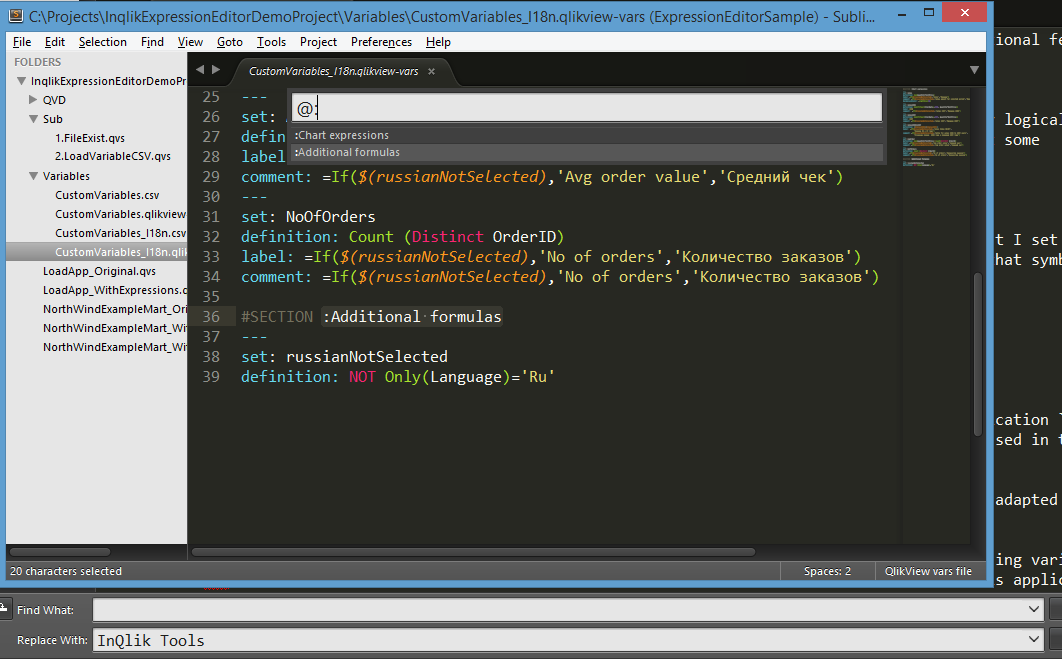 C:\Projects\InqlikExpressionEditorDemoProject\Variables\CustomVariables_I18n.qlikview-vars (ExpressionEditorSample) - Subli...
File Edit Selection Find View Goto Tools Project Preferences Help
FOLDERS
InqlikExpressionEditorDemoPr
QVD
Sub
1.FileExist.qvs
2.LoadVariableCSV.qvs
Variables
CustomVariables.csv
CustomVariables.qlikview
CustomVariables_I18n.csv
CustomVariables_I18n.qlik
LoadApp_Original.qvs
LoadApp_WithExpressions.q
NorthWindExampleMart_Ori
NorthWindExampleMart_Wi
NorthWindExampleMart_Wi
CustomVariables_I18n.qlikview-vars ×
@:
:Chart expressions
:Additional formulas
25 ---
26 set:
27 defin
28 label
29 comment: =If($(russianNotSelected),'Avg order value','Средний чек')
30 ---
31 set: NoOfOrders
32 definition: Count (Distinct OrderID)
33 label: =If($(russianNotSelected),'No of orders','Количество заказов')
34 comment: =If($(russianNotSelected),'No of orders','Количество заказов')
35
36 #SECTION :Additional·formulas
37 ---
38 set: russianNotSelected
39 definition: NOT Only(Language)='Ru'
20 characters selected
Spaces: 2
QlikView vars file
ional fe
logical
some
t I set
hat symb
cation `
sed in t
adapted
ing vari
s applic
Find What:
Replace With: InQlik Tools